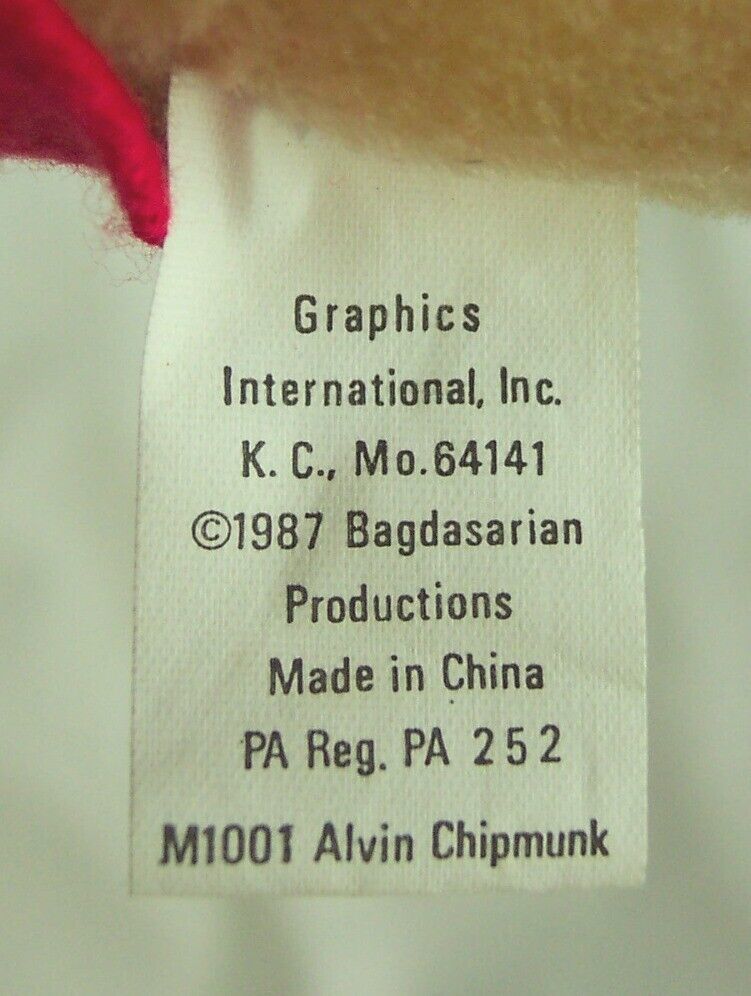 Graphics
International, Inc.
K. C., Mo. 64141
©1987 Bagdasarian
Productions
Made in China
PA Reg. PA 252
M1001 Alvin Chipmunk